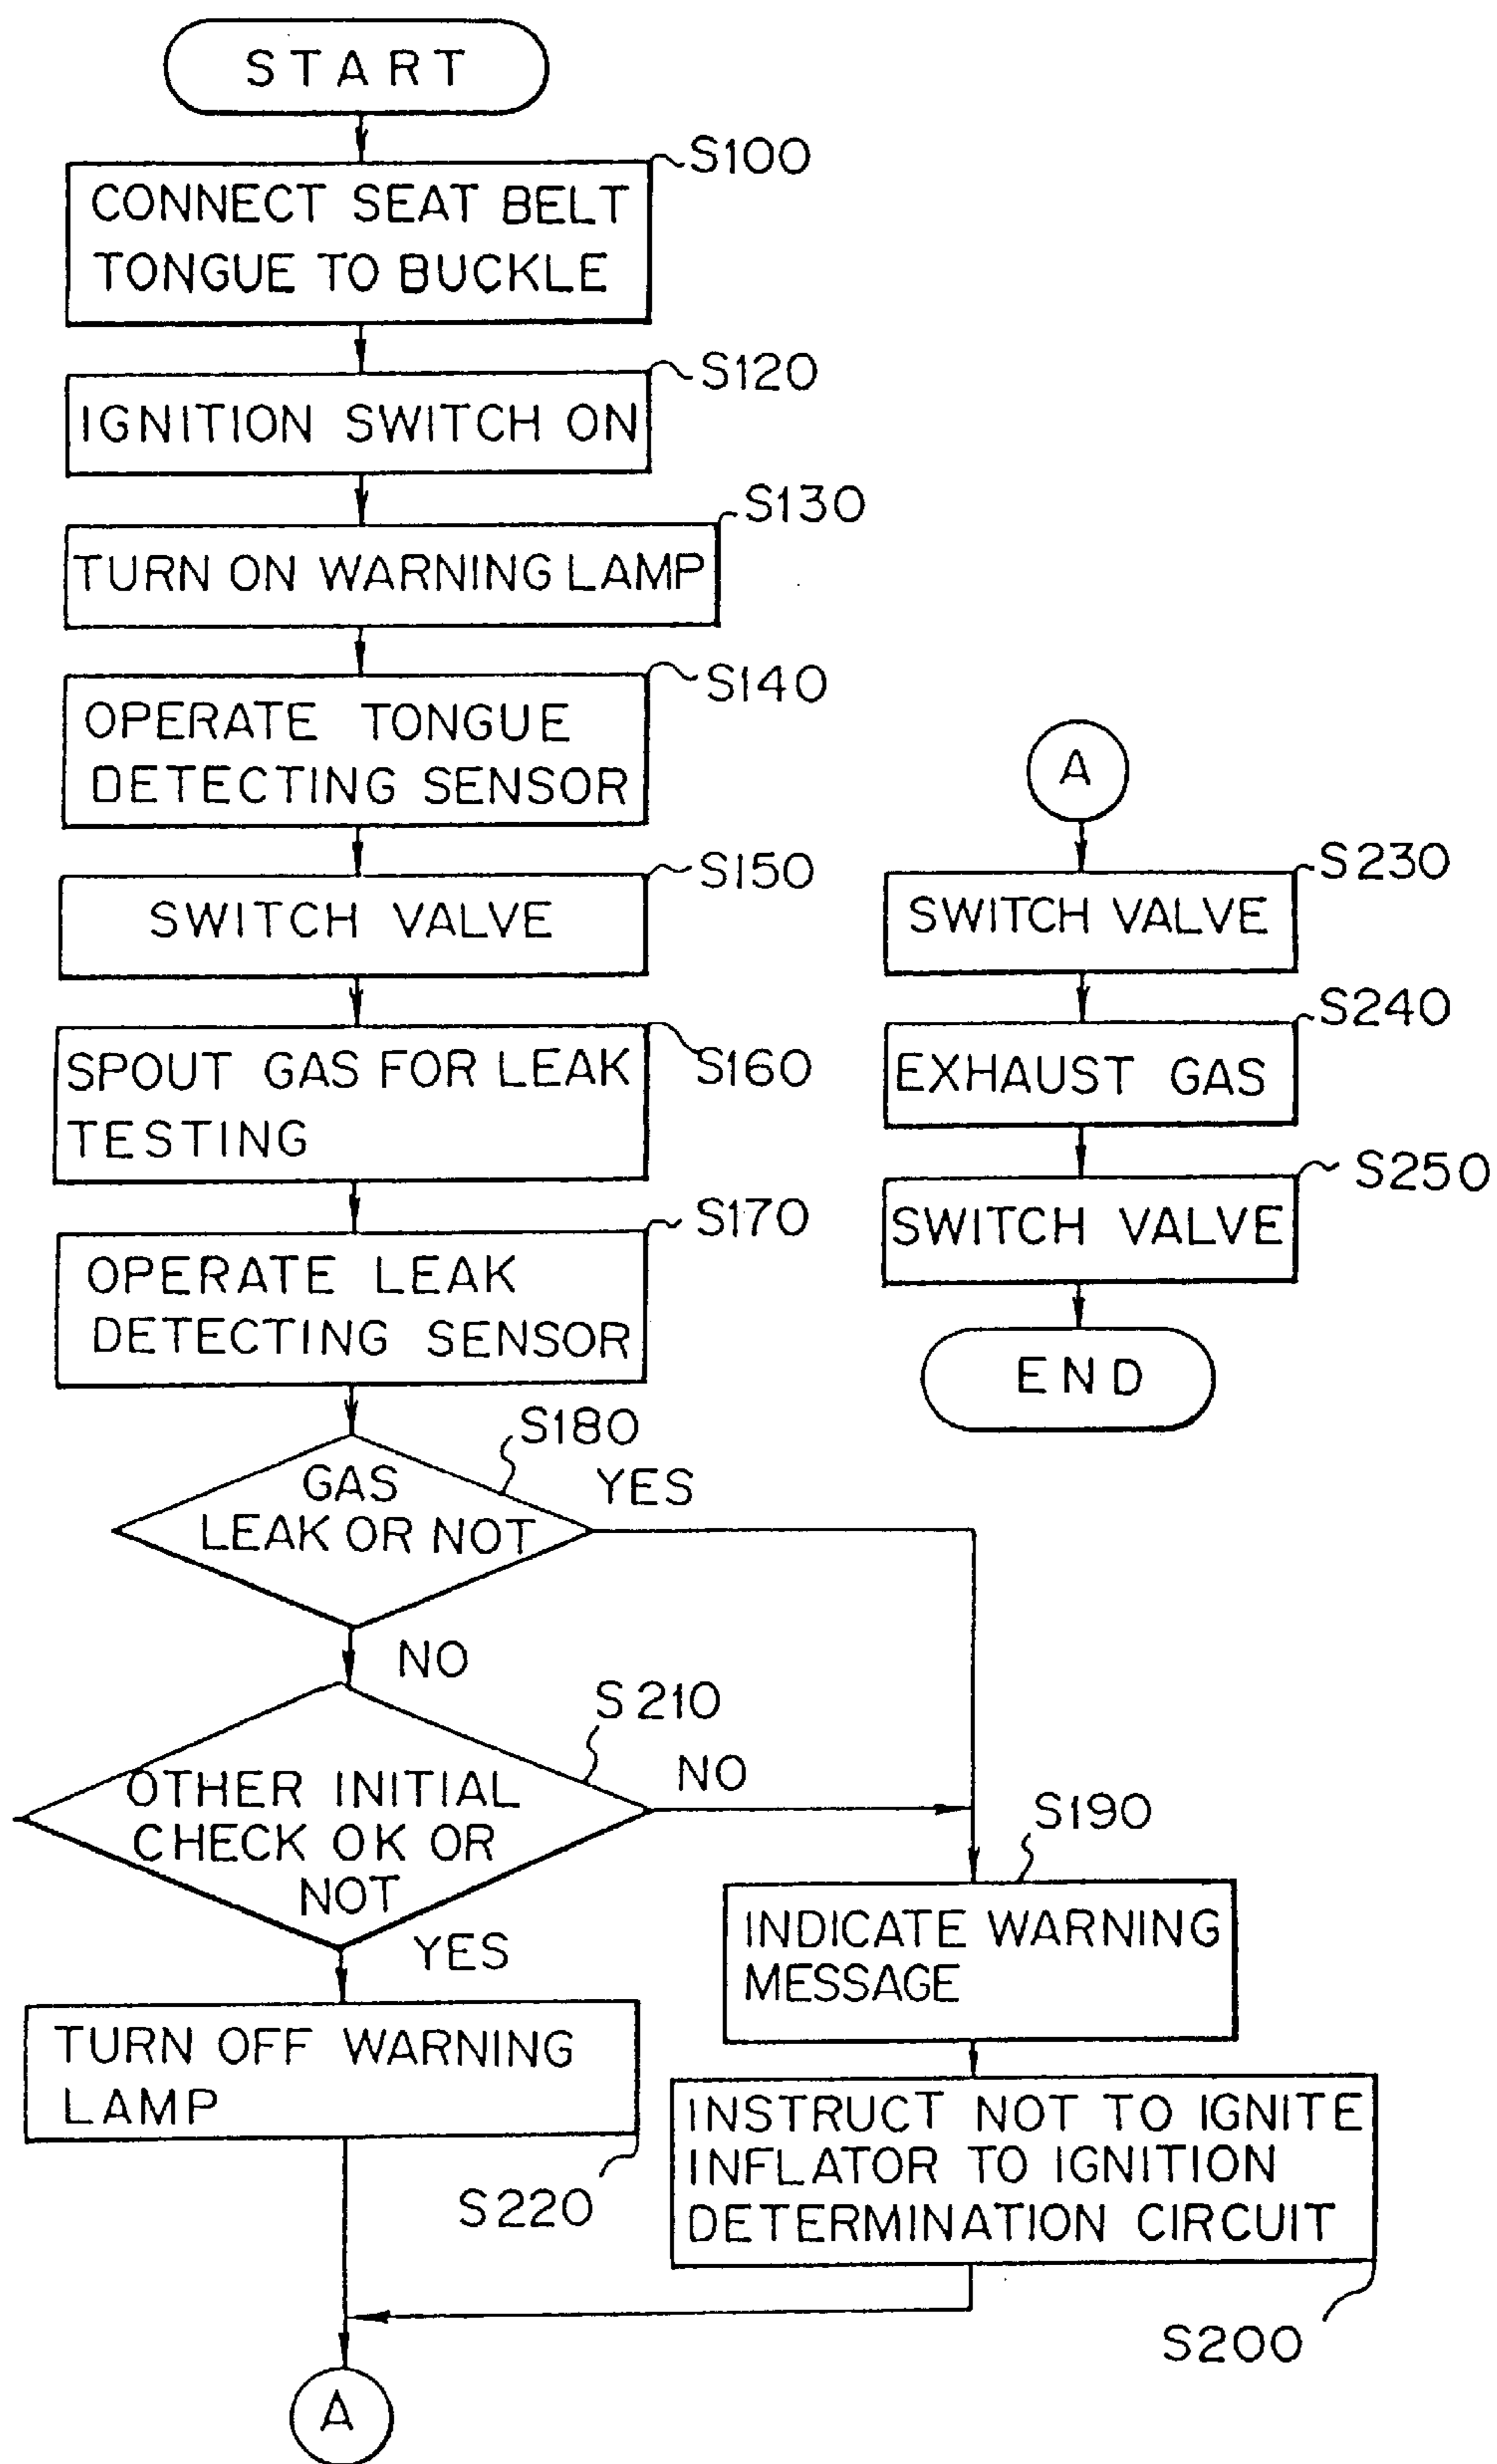 START
S100
CONNECT SEAT BELT
TONGUE TO BUCKLE
S120
IGNITION SWITCH ON
S130
TURN ON WARNING LAMP
S140
OPERATE TONGUE
DETECTING SENSOR
S150
SWITCH VALVE
S160
SPOUT GAS FOR LEAK
TESTING
S170
OPERATE LEAK
DETECTING SENSOR
S180
GAS
LEAK OR NOT
YES
NO
S210
OTHER INITIAL
CHECK OK OR
NOT
NO
YES
S190
INDICATE WARNING
MESSAGE
TURN OFF WARNING
LAMP
S220
INSTRUCT NOT TO IGNITE
INFLATOR TO IGNITION
DETERMINATION CIRCUIT
S200
A
A
S230
SWITCH VALVE
S240
EXHAUST GAS
S250
SWITCH VALVE
END